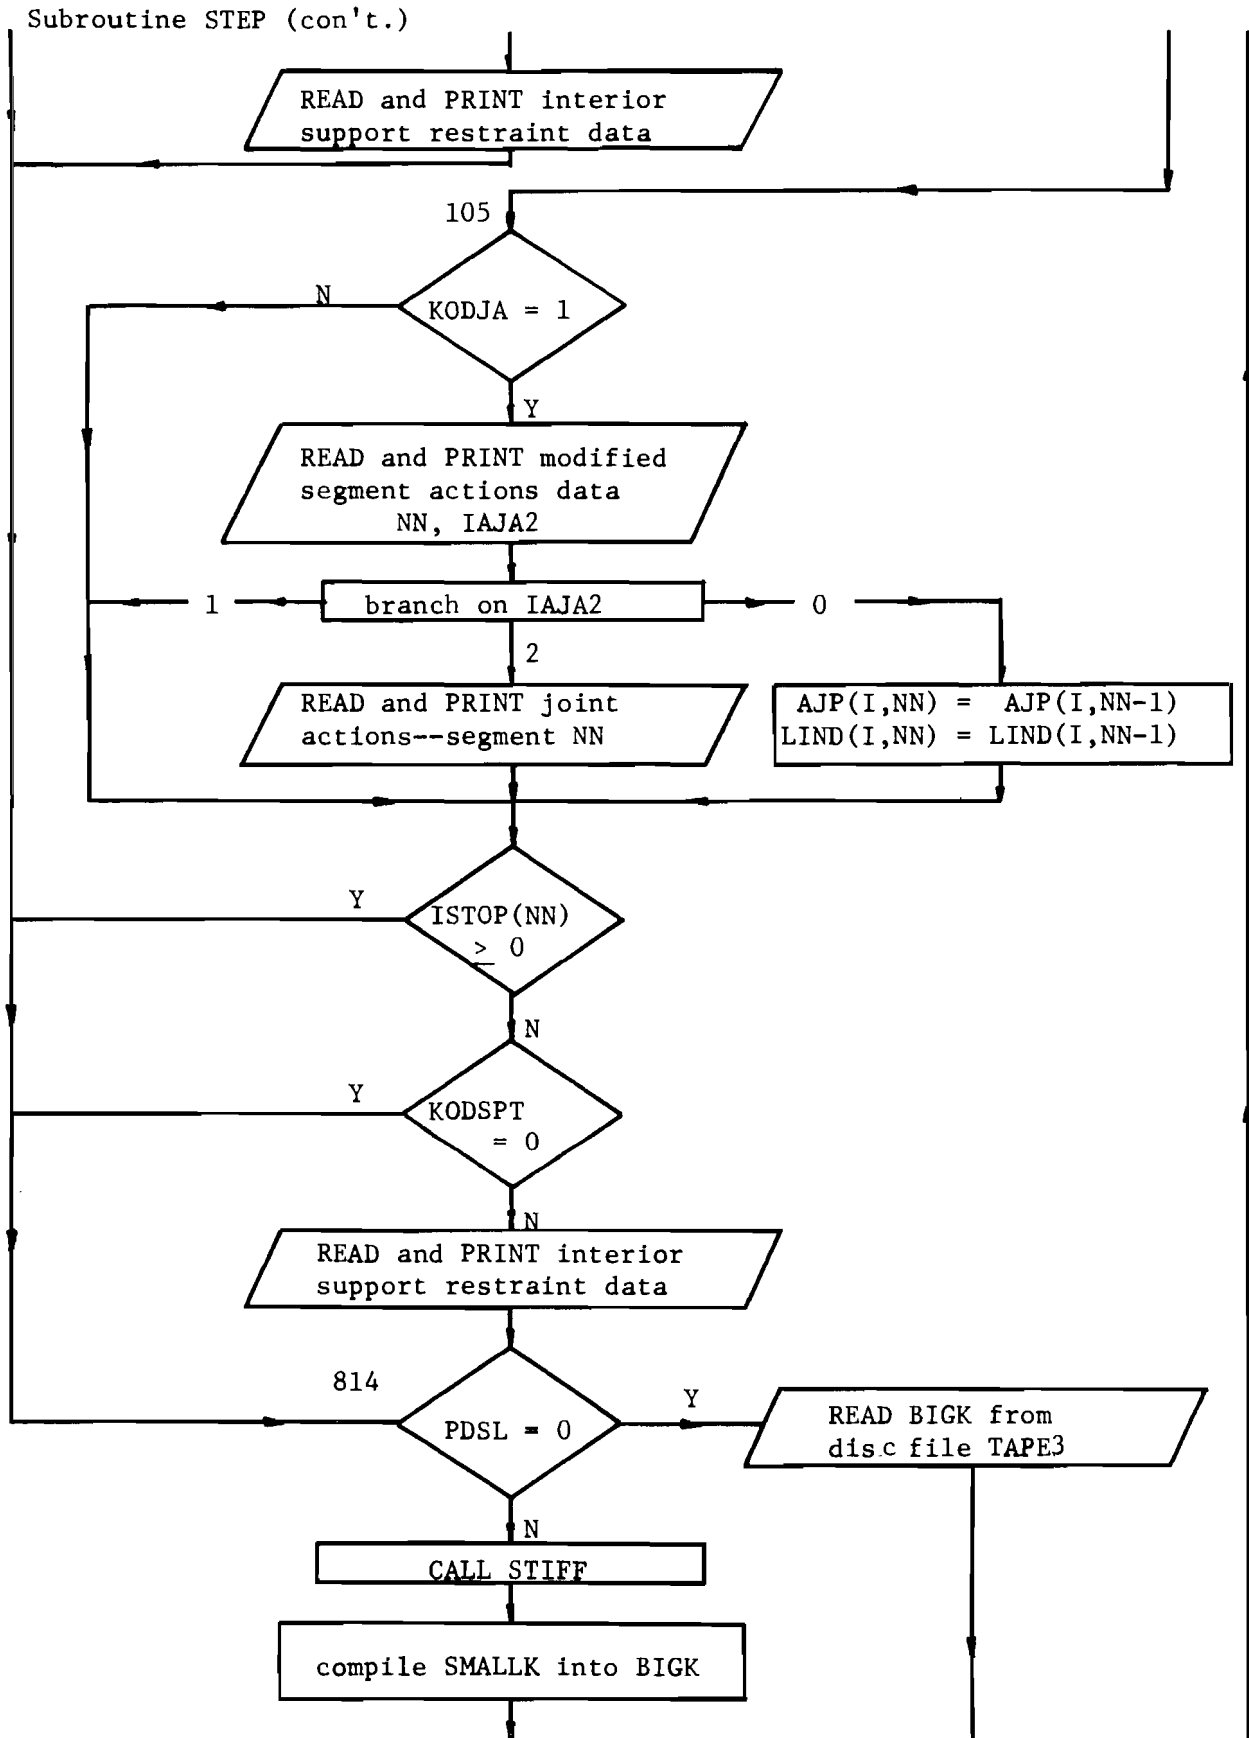 Subroutine STEP (con't.)
READ and PRINT interior
support restraint data
105
N
KODJA = 1
Y
READ and PRINT modified
segment actions data
NN, IAJA2
1
branch on IAJA2
0
2
READ and PRINT joint
actions--segment NN
AJP(I,NN) = AJP(I,NN-1)
LIND(I,NN) = LIND(I,NN-1)
Y
ISTOP(NN)
≥ 0
N
Y
KODSPT
= 0
N
READ and PRINT interior
support restraint data
814
PDSL = 0
Y
READ BIGK from
disc file TAPE3
N
CALL STIFF
compile SMALLK into BIGK